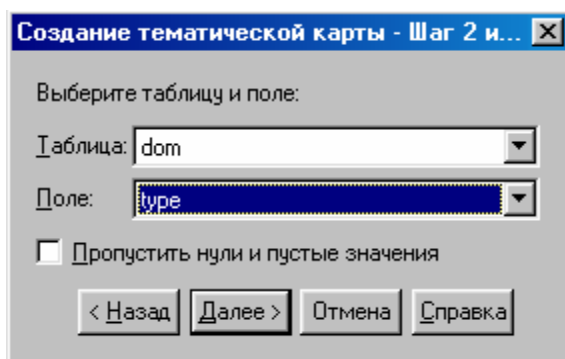 Создание тематической карты - Шаг 2 и...
Выберите таблицу и поле:
Таблица: dom
Поле: type
Пропустить нули и пустые значения
< Назад Далее > Отмена Справка